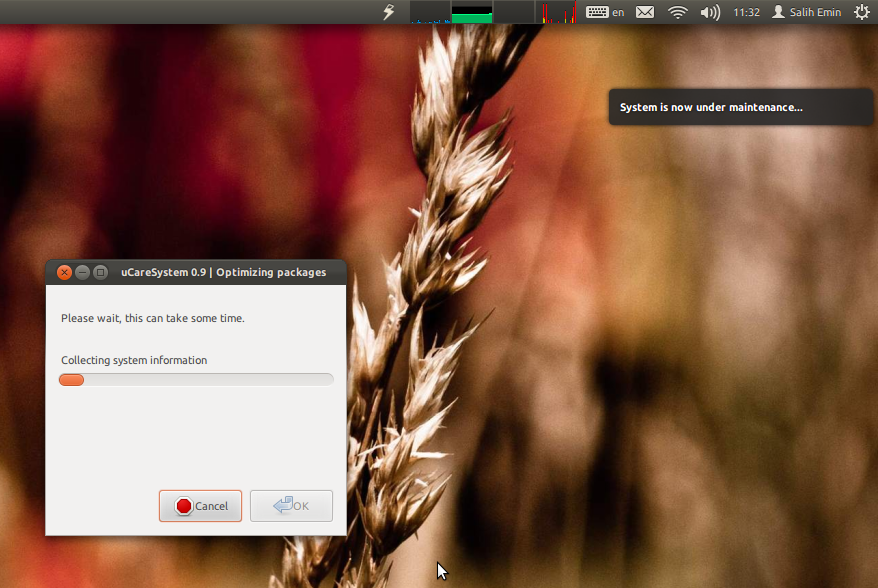 en
11:32
Salih Emin
System is now under maintenance...
uCareSystem 0.9 | Optimizing packages
Please wait, this can take some time.
Collecting system information
Cancel
OK